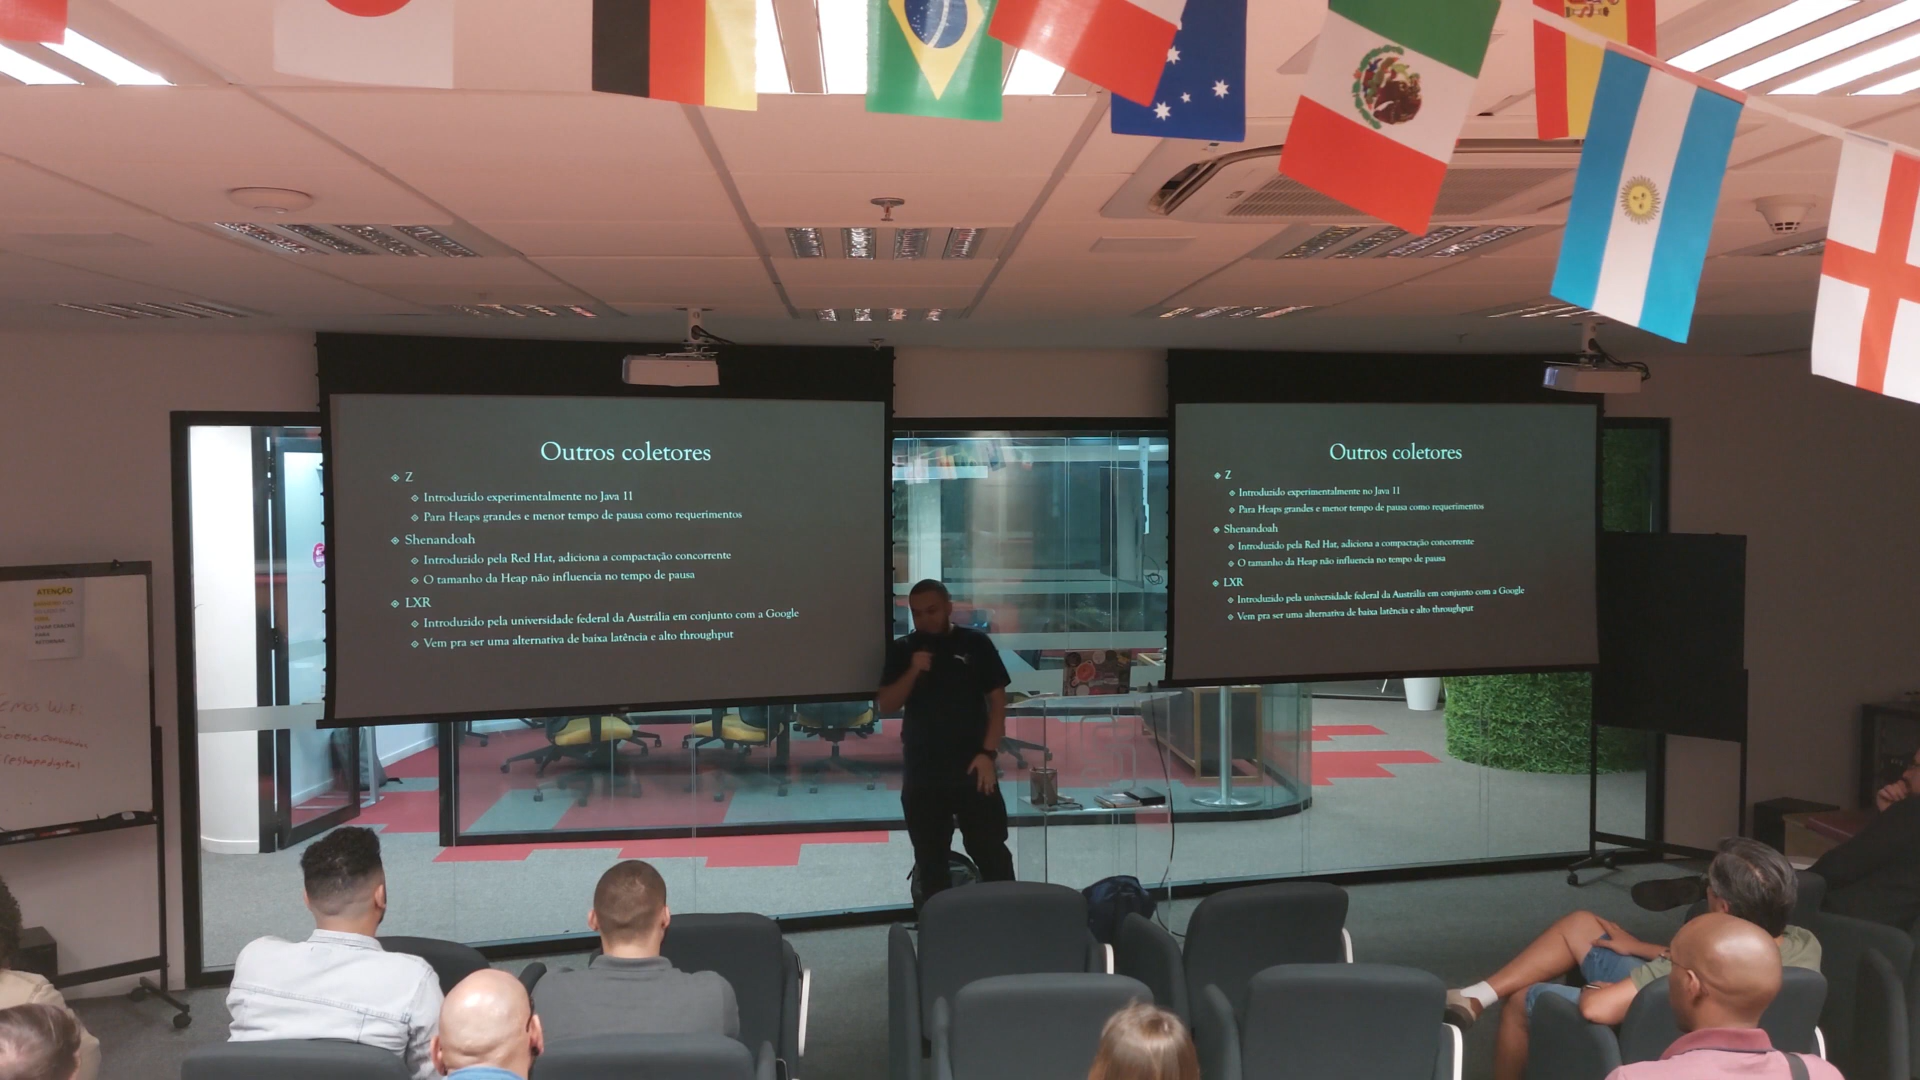 Outros coletores
Z
Introduzido experimentalmente no Java 11
Para Heaps grandes e menor tempo de pausa como requerimentos
Shenandoah
Introduzido pela Red Hat, adiciona a compactação concorrente
O tamanho da Heap não influencia no tempo de pausa
LXR
Introduzido pela universidade federal da Austrália em conjunto com a Google
Vem pra ser uma alternativa de baixa latência e alto throughput
Outros coletores
Z
Introduzido experimentalmente no Java 11
Para Heaps grandes e menor tempo de pausa como requerimentos
Shenandoah
Introduzido pela Red Hat, adiciona a compactação concorrente
O tamanho da Heap não influencia no tempo de pausa
LXR
Introduzido pela universidade federal da Austrália em conjunto com a Google
Vem pra ser uma alternativa de baixa latência e alto throughput
ATENÇÃO